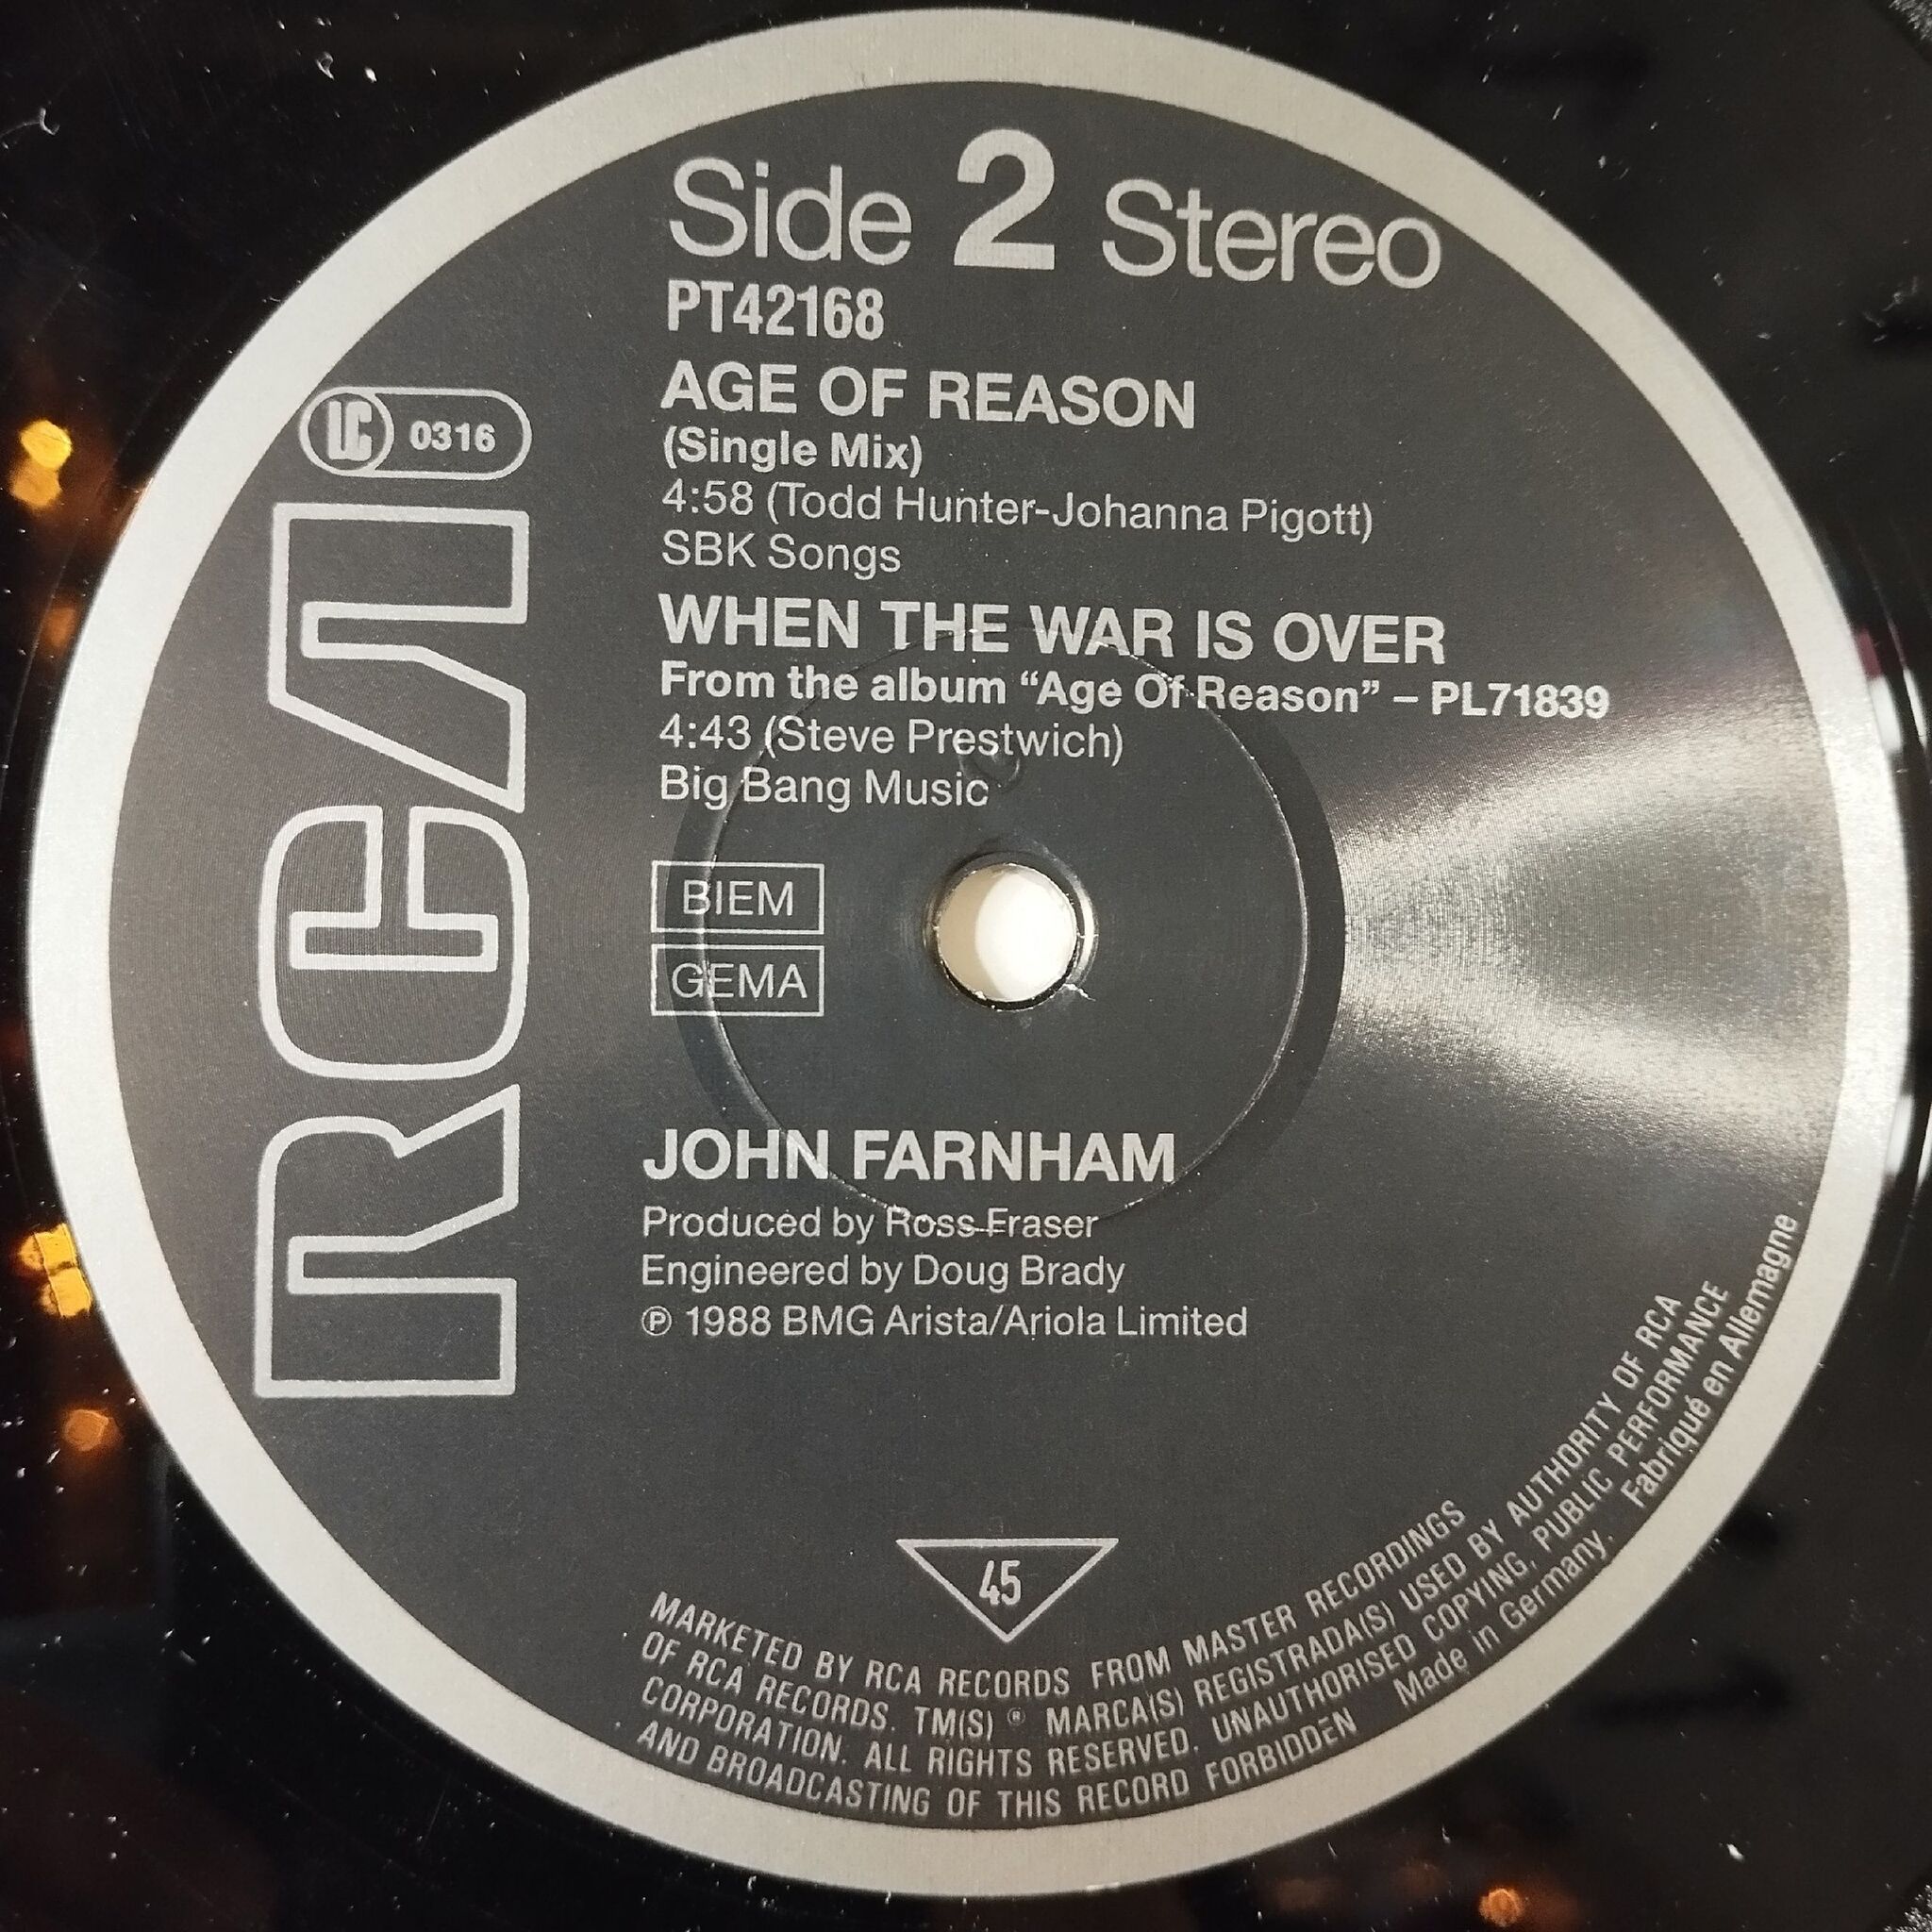 Side 2 Stereo
PT42168
AGE OF REASON
(Single Mix)
4:58 (Todd Hunter-Johanna Pigott)
SBK Songs
WHEN THE WAR IS OVER
From the album “Age Of Reason” – PL71839
4:43 (Steve Prestwich)
Big Bang Music
LC 0316
RCA
BIEM
GEMA
JOHN FARNHAM
Produced by Ross Fraser
Engineered by Doug Brady
℗ 1988 BMG Arista/Ariola Limited
45
MARKETED BY RCA RECORDS FROM MASTER RECORDINGS
OF RCA RECORDS. TM(S) ® MARCA(S) REGISTRADA(S) USED BY AUTHORITY OF RCA
CORPORATION. ALL RIGHTS RESERVED. UNAUTHORISED COPYING, PUBLIC PERFORMANCE
AND BROADCASTING OF THIS RECORD FORBIDDEN Made in Germany. Fabriqué en Allemagne.